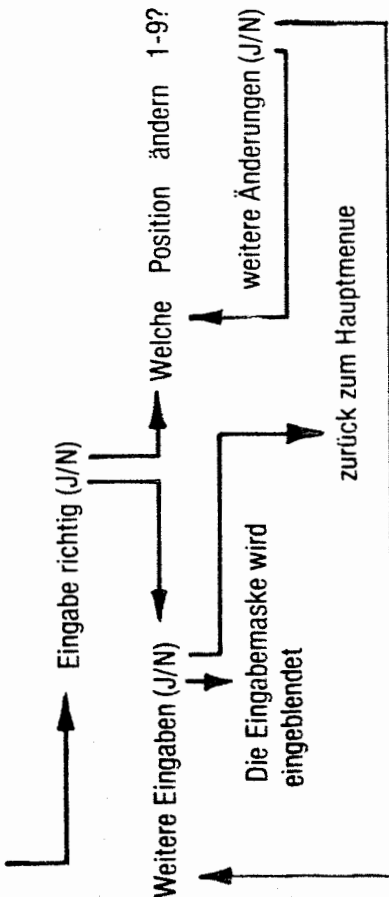 Eingabe richtig (J/N)
Welche Position ändern 1-9?
Weitere Eingaben (J/N)
weitere Änderungen (J/N)
Die Eingabemaske wird
eingeblendet
zurück zum Hauptmenue